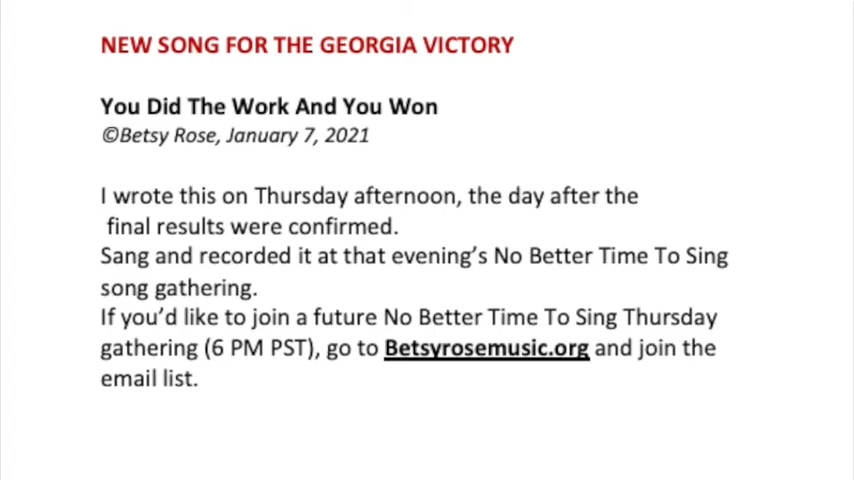 NEW SONG FOR THE GEORGIA VICTORY
You Did The Work And You Won
©Betsy Rose, January 7, 2021
I wrote this on Thursday afternoon, the day after the
final results were confirmed.
Sang and recorded it at that evening’s No Better Time To Sing
song gathering.
If you’d like to join a future No Better Time To Sing Thursday
gathering (6 PM PST), go to Betsyrosemusic.org and join the
email list.